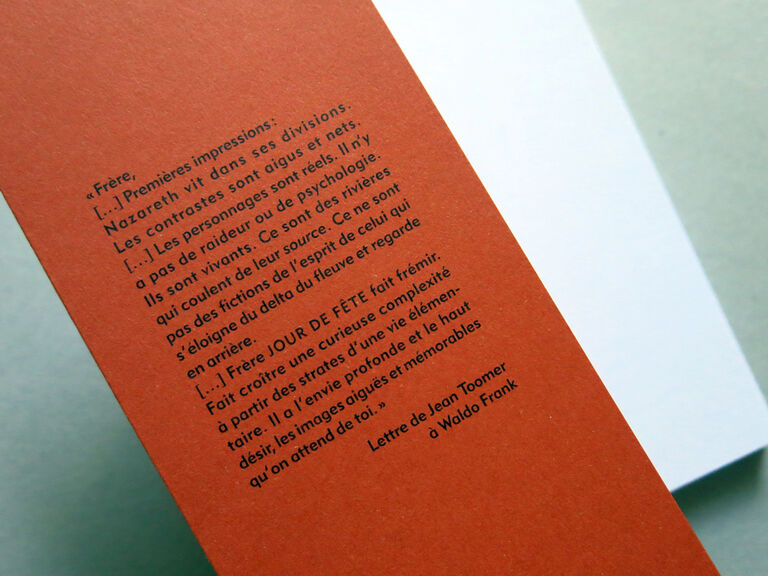 « Frère,
[...] Premières impressions :
Nazareth vit dans ses divisions.
Les contrastes sont aigus et nets.
[...] Les personnages sont réels. Il n’y
a pas de raideur ou de psychologie.
Ils sont vivants. Ce sont des rivières
qui coulent de leur source. Ce ne sont
pas des fictions de l’esprit de celui qui
s’éloigne du delta du fleuve et regarde
en arrière.
[...] Frère JOUR DE FÊTE fait frémir.
Fait croître une curieuse complexité
à partir des strates d’une vie élémen-
taire. Il a l’envie profonde et le haut
désir, les images aiguës et mémorables
qu’on attend de toi. »
Lettre de Jean Toomer
à Waldo Frank